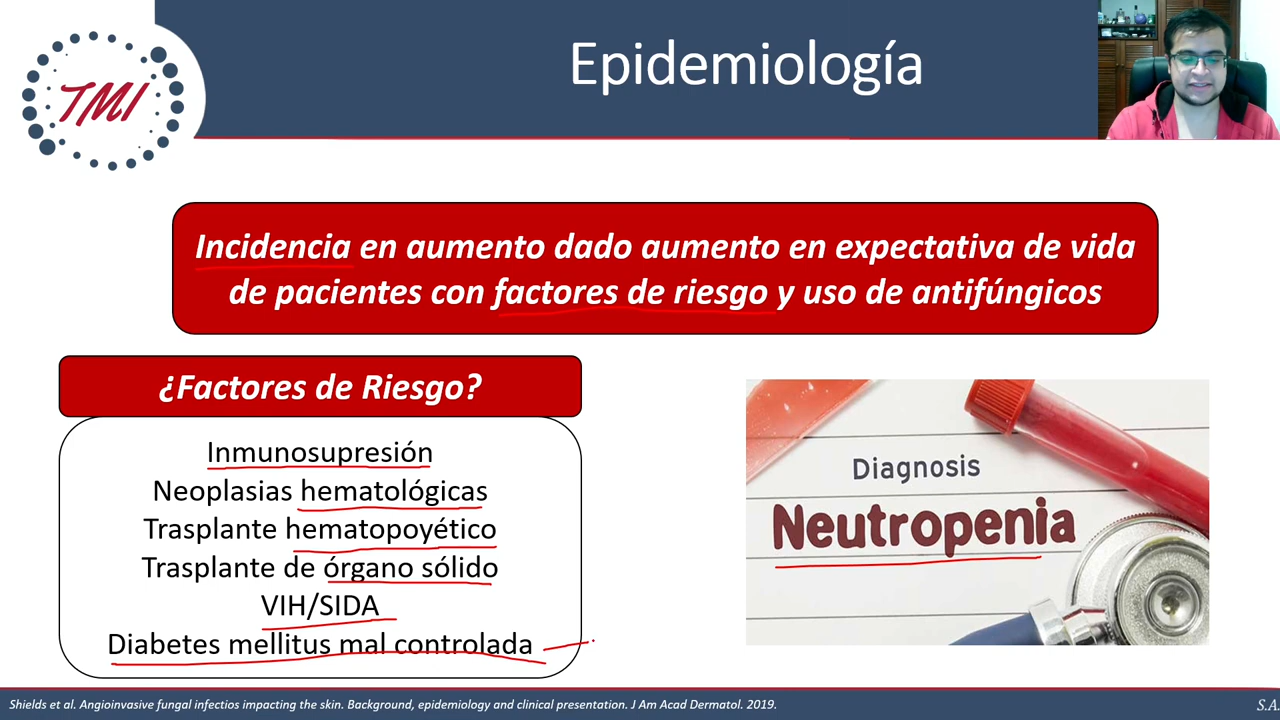 TMI
Epidemiología
Incidencia en aumento dado aumento en expectativa de vida
de pacientes con factores de riesgo y uso de antifúngicos
¿Factores de Riesgo?
Inmunosupresión
Neoplasias hematológicas
Trasplante hematopoyético
Trasplante de órgano sólido
VIH/SIDA
Diabetes mellitus mal controlada
Diagnosis
Neutropenia
Shields et al. Angioinvasive fungal infectios impacting the skin. Background, epidemiology and clinical presentation. J Am Acad Dermatol. 2019.
S.A.